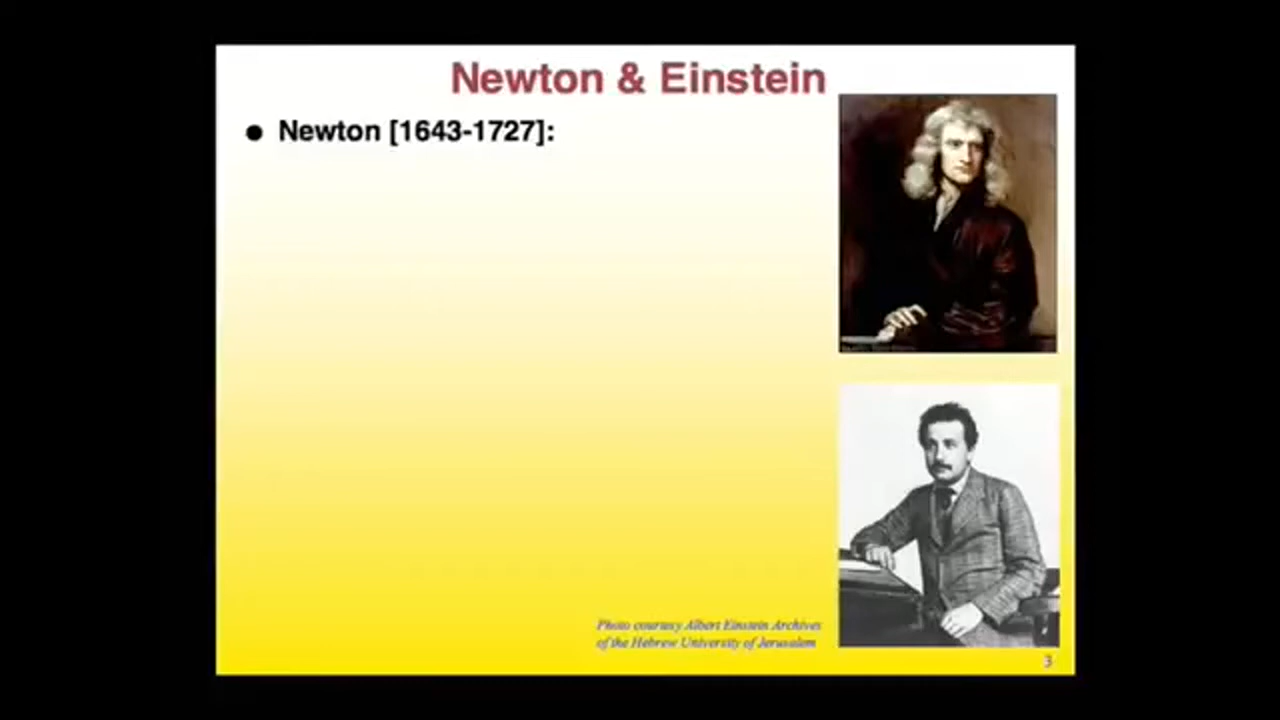 Newton & Einstein
● Newton [1643-1727]:
Photo courtesy Albert Einstein Archives
of the Hebrew University of Jerusalem
3